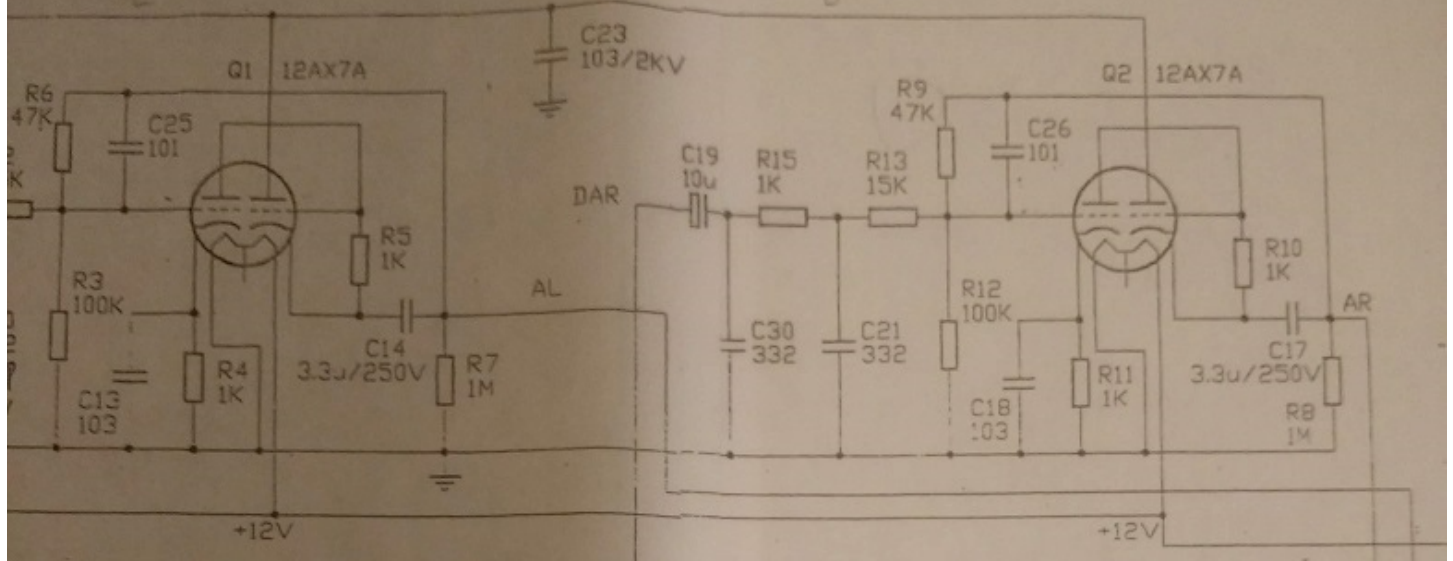 C23
103/2KV
Q1 12AX7A
Q2 12AX7A
R6
47K
C25
101
R9
47K
C26
101
C19
10u
R15
1K
R13
15K
K
DAR
R5
1K
R10
1K
R3
100K
AL
R12
100K
AR
C30
332
C21
332
C14
3.3u/250V
C17
3.3u/250V
R4
1K
R7
1M
R11
1K
C13
103
C18
103
R8
1M
+12V
+12V